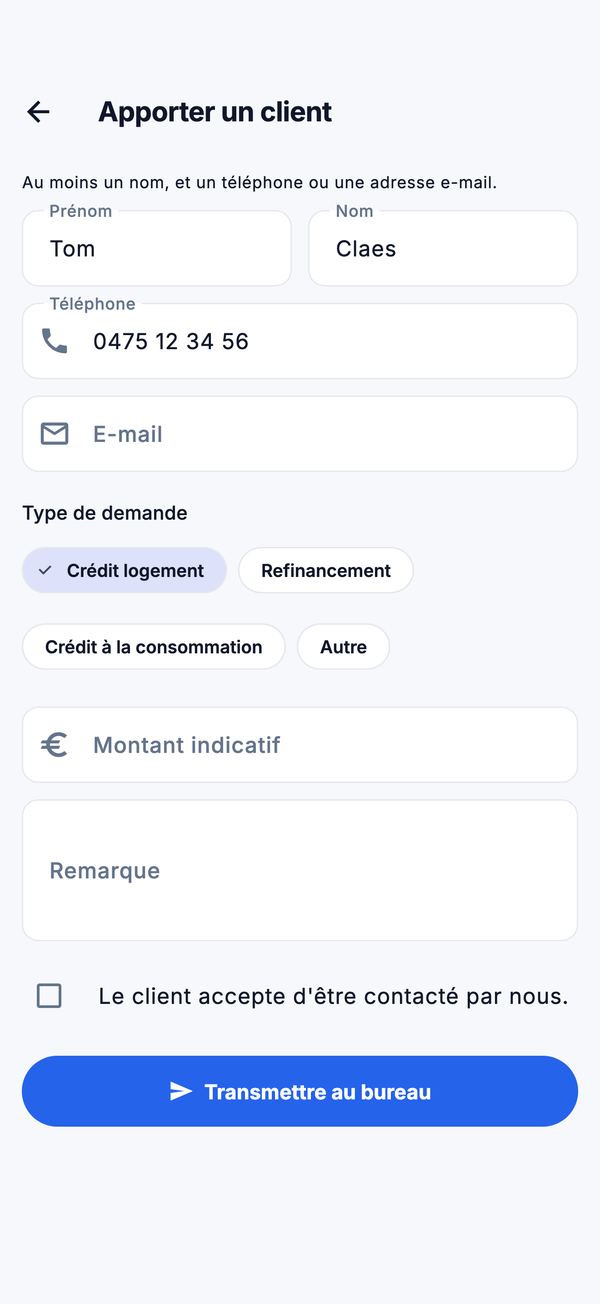 Apporter un client
Au moins un nom, et un téléphone ou une adresse e-mail.
Prénom
Tom
Nom
Claes
Téléphone
0475 12 34 56
E-mail
Type de demande
Crédit logement
Refinancement
Crédit à la consommation
Autre
€ Montant indicatif
Remarque
Le client accepte d'être contacté par nous.
Transmettre au bureau